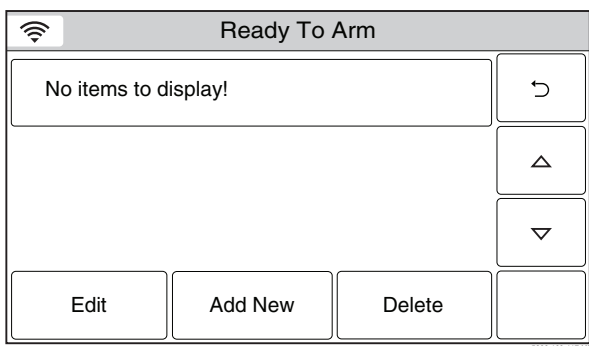 Ready To Arm
No items to display!
Edit
Add New
Delete